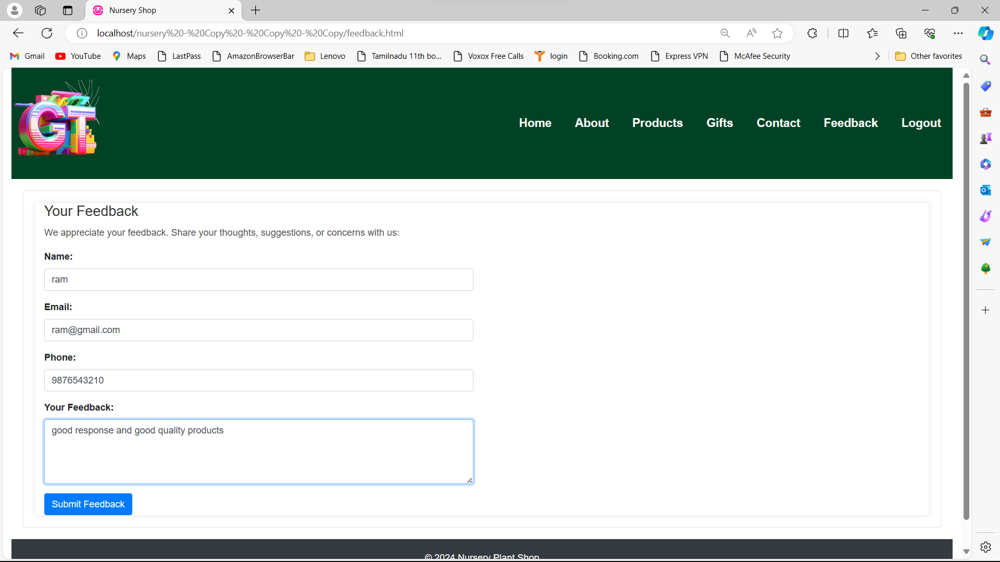 Nursery Shop
localhost/nursery%20-%20Copy%20-%20Copy%20-%20Copy/feedback.html
Gmail YouTube Maps LastPass AmazonBrowserBar Lenovo Tamilnadu 11th bo... Voxox Free Calls login Booking.com Express VPN McAfee Security Other favorites
GT
Home About Products Gifts Contact Feedback Logout
Your Feedback
We appreciate your feedback. Share your thoughts, suggestions, or concerns with us:
Name:
ram
Email:
ram@gmail.com
Phone:
9876543210
Your Feedback:
good response and good quality products
Submit Feedback
© 2024 Nursery Plant Shop